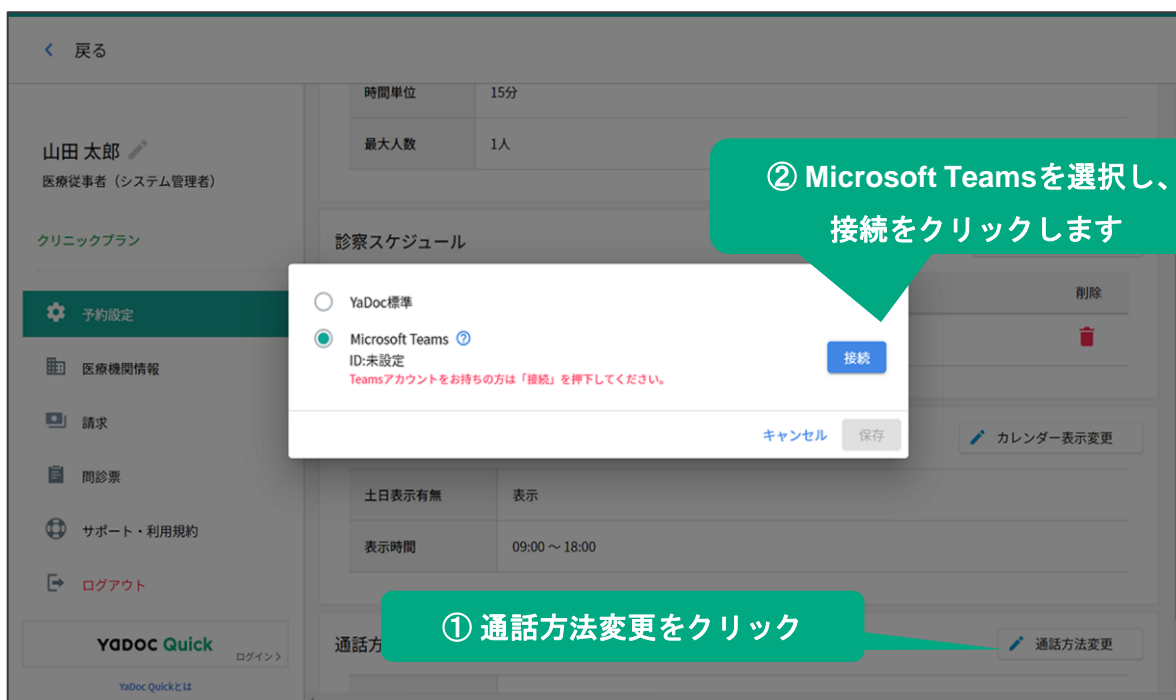 戻る
時間単位 15分
山田 太郎
医療従事者（システム管理者）
最大人数 1人
② Microsoft Teamsを選択し、
接続をクリックします
クリニックプラン
診察スケジュール
削除
予約設定
医療機関情報
請求
問診票
サポート・利用規約
ログアウト
YaDoc標準
Microsoft Teams
ID:未設定
Teamsアカウントをお持ちの方は「接続」を押下してください。
接続
キャンセル 保存
カレンダー表示変更
土日表示有無 表示
表示時間 09:00 ～ 18:00
① 通話方法変更をクリック
通話方
通話方法変更
YaDoc Quick
ログイン
YaDoc Quickとは